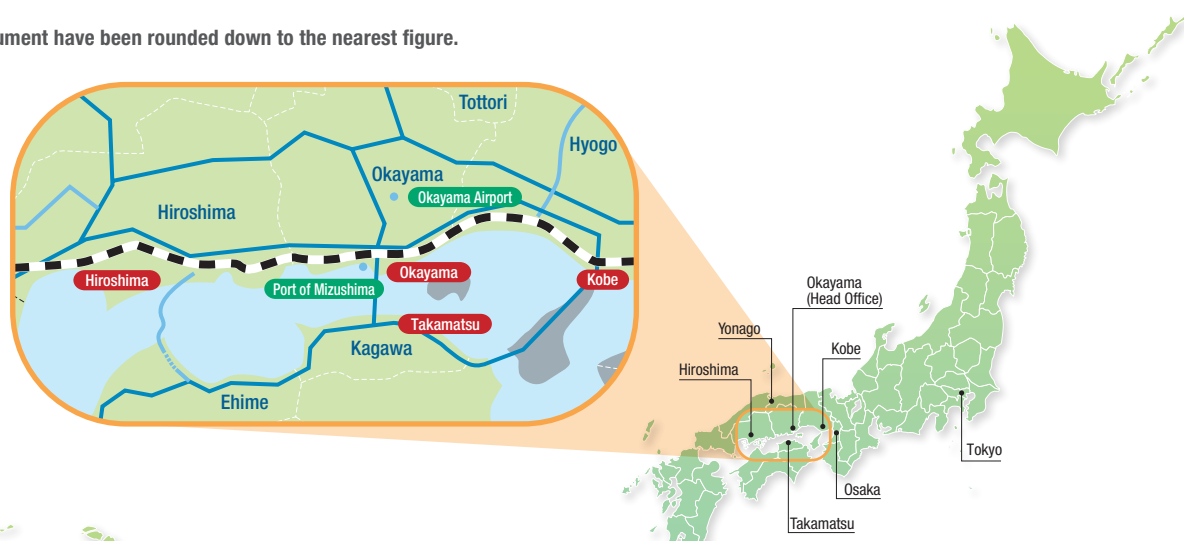 ument have been rounded down to the nearest figure.
Tottori
Hyogo
Okayama
Okayama Airport
Hiroshima
Hiroshima
Port of Mizushima
Okayama
Kobe
Takamatsu
Kagawa
Ehime
Okayama
(Head Office)
Yonago
Kobe
Hiroshima
Tokyo
Osaka
Takamatsu